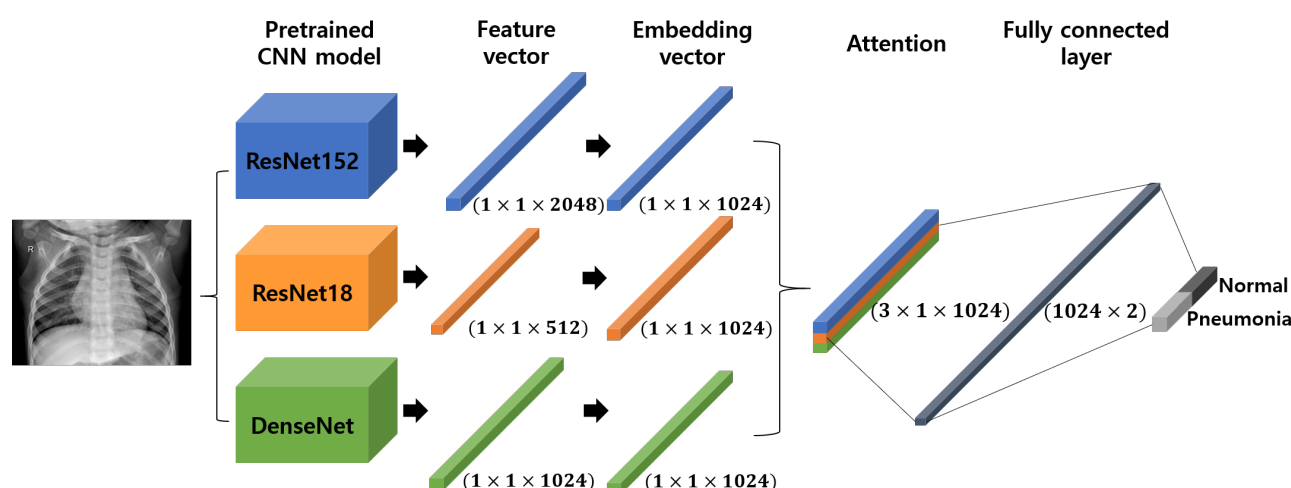 Pretrained
CNN model
Feature
vector
Embedding
vector
Attention
Fully connected
layer
ResNet152
(1 × 1 × 2048)
(1 × 1 × 1024)
R
ResNet18
(1 × 1 × 512)
(1 × 1 × 1024)
(3 × 1 × 1024)
(1024 × 2)
Normal
Pneumonia
DenseNet
(1 × 1 × 1024)
(1 × 1 × 1024)